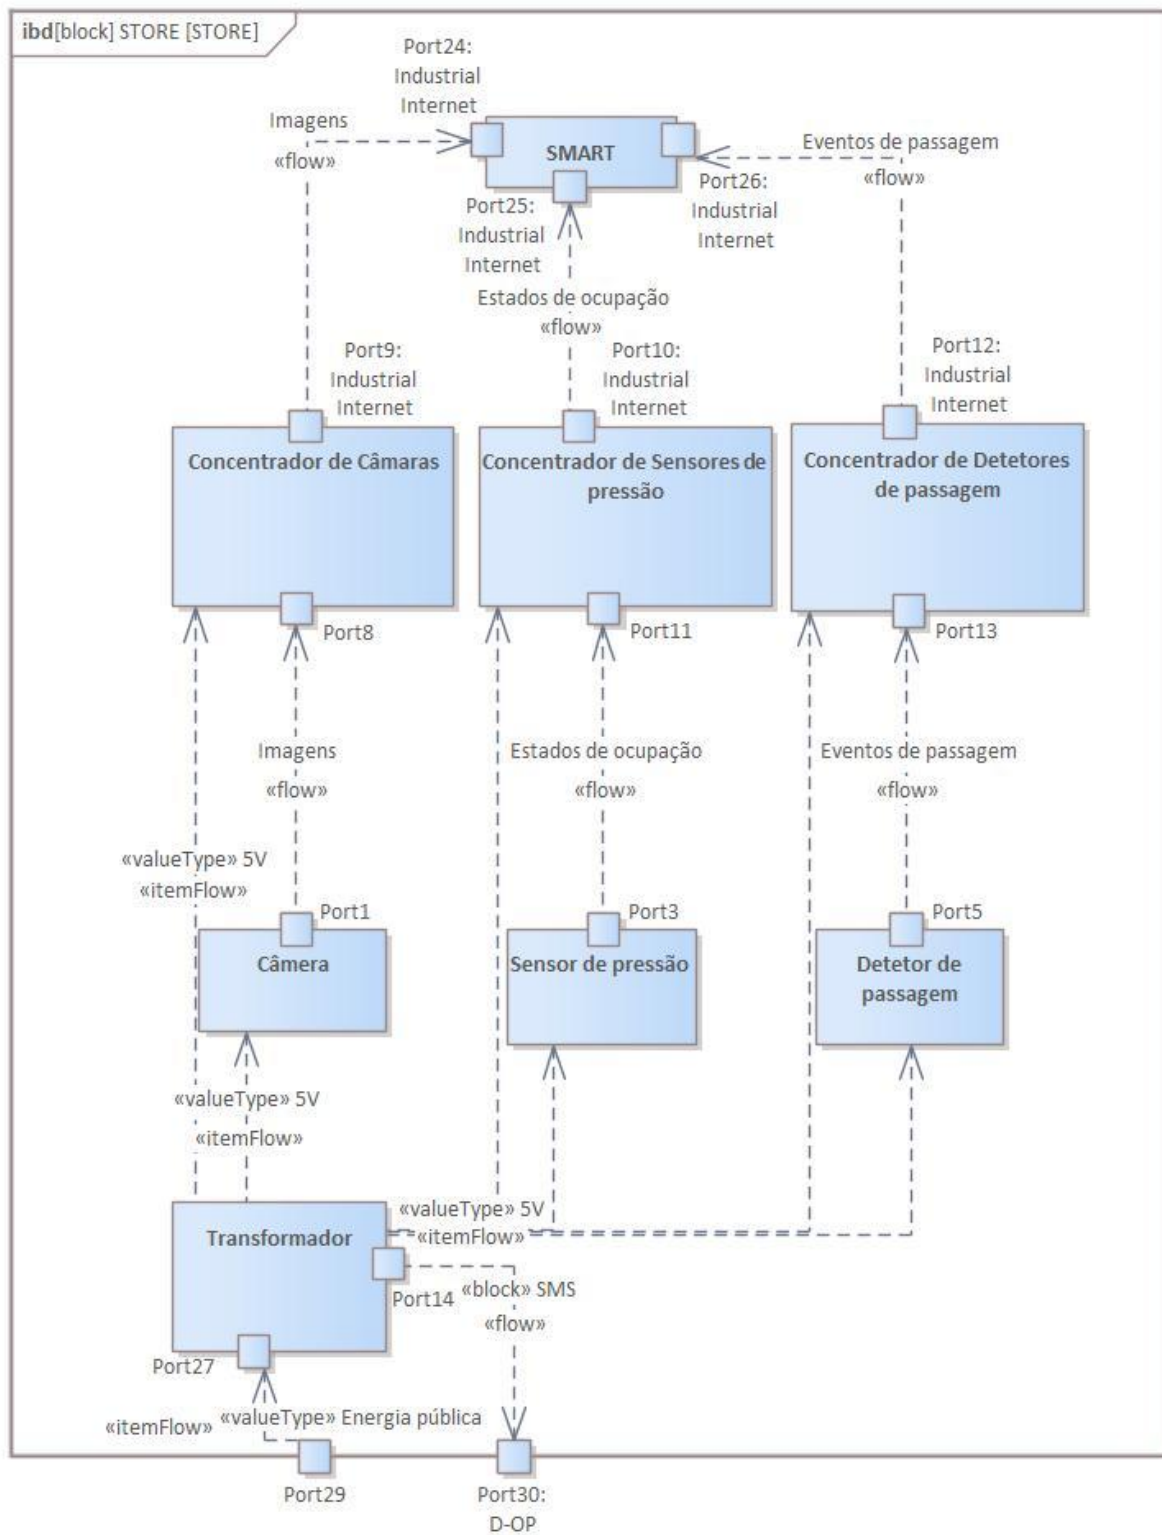 ibd[block] STORE [STORE]
Port24:
Industrial
Internet
Imagens
«flow»
SMART
Eventos de passagem
«flow»
Port25:
Industrial
Internet
Port26:
Industrial
Internet
Estados de ocupação
«flow»
Port9:
Industrial
Internet
Port10:
Industrial
Internet
Port12:
Industrial
Internet
Concentrador de Câmaras
Concentrador de Sensores de
pressão
Concentrador de Detetores
de passagem
Port8
Port11
Port13
Imagens
«flow»
Estados de ocupação
«flow»
Eventos de passagem
«flow»
«valueType» 5V
«itemFlow»
Port1
Port3
Port5
Câmera
Sensor de pressão
Detetor de
passagem
«valueType» 5V
«itemFlow»
Transformador
«valueType» 5V
«itemFlow»
Port14
«block» SMS
«flow»
Port27
«itemFlow»
«valueType» Energia pública
Port29
Port30:
D-OP